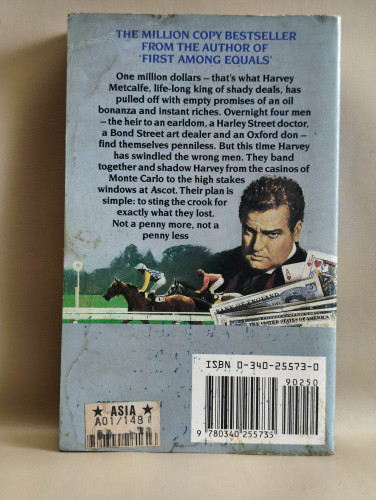 THE MILLION COPY BESTSELLER
FROM THE AUTHOR OF
'FIRST AMONG EQUALS'
One million dollars – that's what Harvey
Metcalfe, life-long king of shady deals, has
pulled off with empty promises of an oil
bonanza and instant riches. Overnight four men
– the heir to an earldom, a Harley Street doctor,
a Bond Street art dealer and an Oxford don –
find themselves penniless. But this time Harvey
has swindled the wrong men. They band
together and shadow Harvey from the casinos of
Monte Carlo to the high stakes
windows at Ascot. Their plan is
simple: to sting the crook for
exactly what they lost.
Not a penny more, not a
penny less
ENGLAND
THE UNITED STATES OF AMERICA
ISBN 0-340-25573-0
90250
9 780340 255735
★ ASIA ★
A01/148